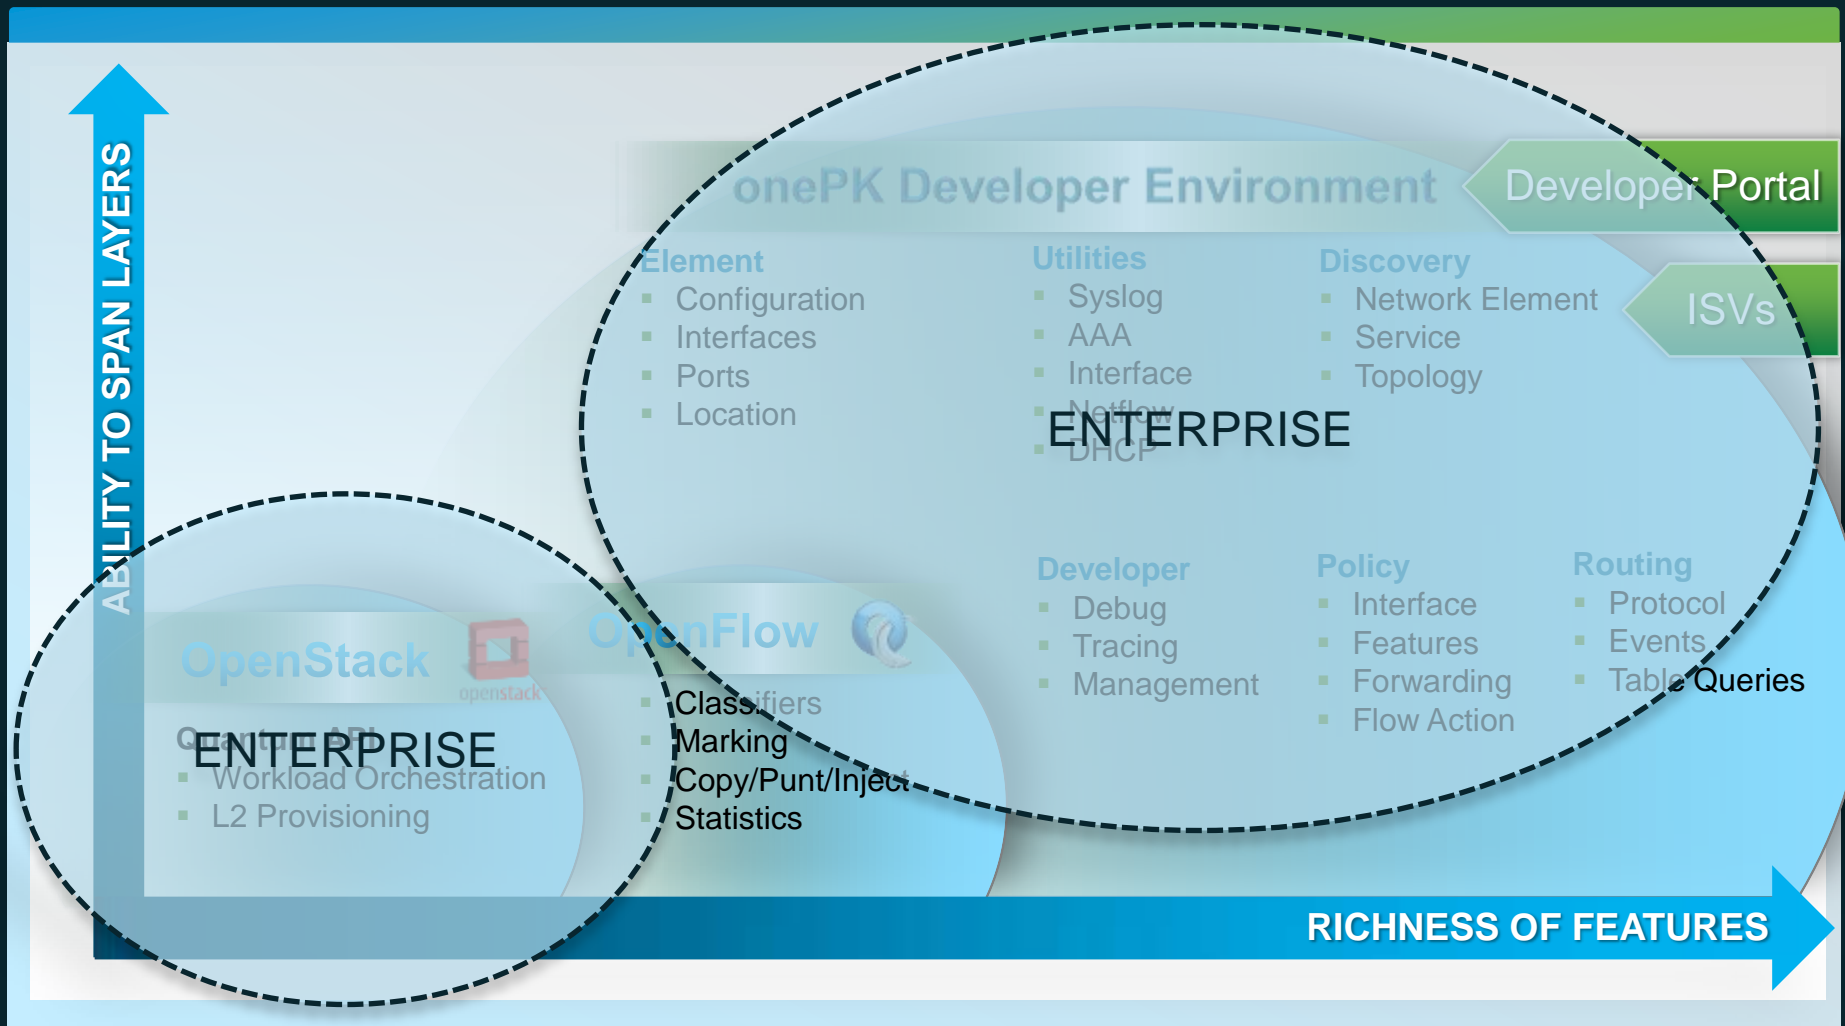 ABILITY TO SPAN LAYERS
onePK Developer Environment
Developer Portal
ISVs
Element
▪ Configuration
▪ Interfaces
▪ Ports
▪ Location
Utilities
▪ Syslog
▪ AAA
▪ Interface
▪ Netflow
▪ DHCP
Discovery
▪ Network Element
▪ Service
▪ Topology
ENTERPRISE
Developer
▪ Debug
▪ Tracing
▪ Management
Policy
▪ Interface
▪ Features
▪ Forwarding
▪ Flow Action
Routing
▪ Protocol
▪ Events
▪ Table Queries
OpenStack
openstack
Quantum API
▪ Workload Orchestration
▪ L2 Provisioning
ENTERPRISE
OpenFlow
▪ Classifiers
▪ Marking
▪ Copy/Punt/Inject
▪ Statistics
RICHNESS OF FEATURES